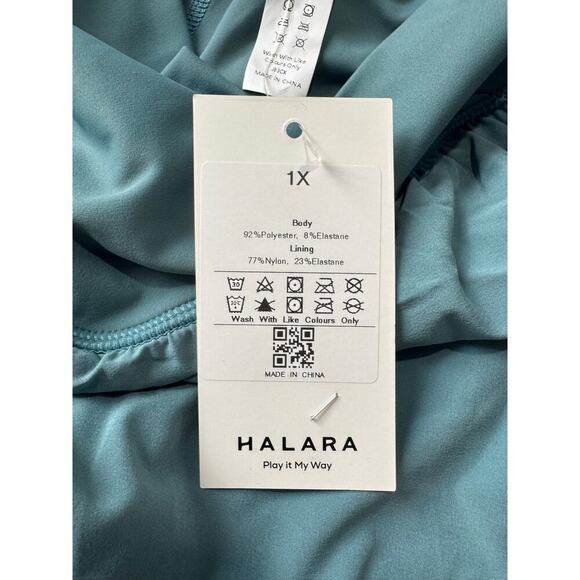 Wash With Like
Colours Only
MADE IN CHINA
1X
Body
92%Polyester, 8%Elastane
Lining
77%Nylon, 23%Elastane
30
Wash With Like Colours Only
MADE IN CHINA
HALARA
Play it My Way